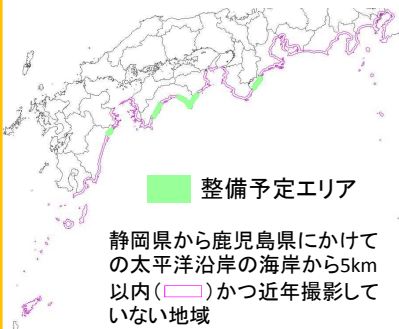 整備予定エリア
静岡県から鹿児島県にかけて
の太平洋沿岸の海岸から5km
以内( )かつ近年撮影して
いない地域